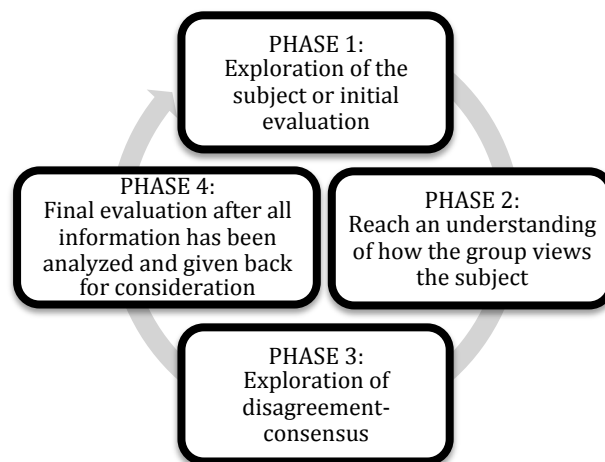 PHASE 1:
Exploration of the
subject or initial
evaluation
PHASE 2:
Reach an understanding
of how the group views
the subject
PHASE 3:
Exploration of
disagreement-
consensus
PHASE 4:
Final evaluation after all
information has been
analyzed and given back
for consideration